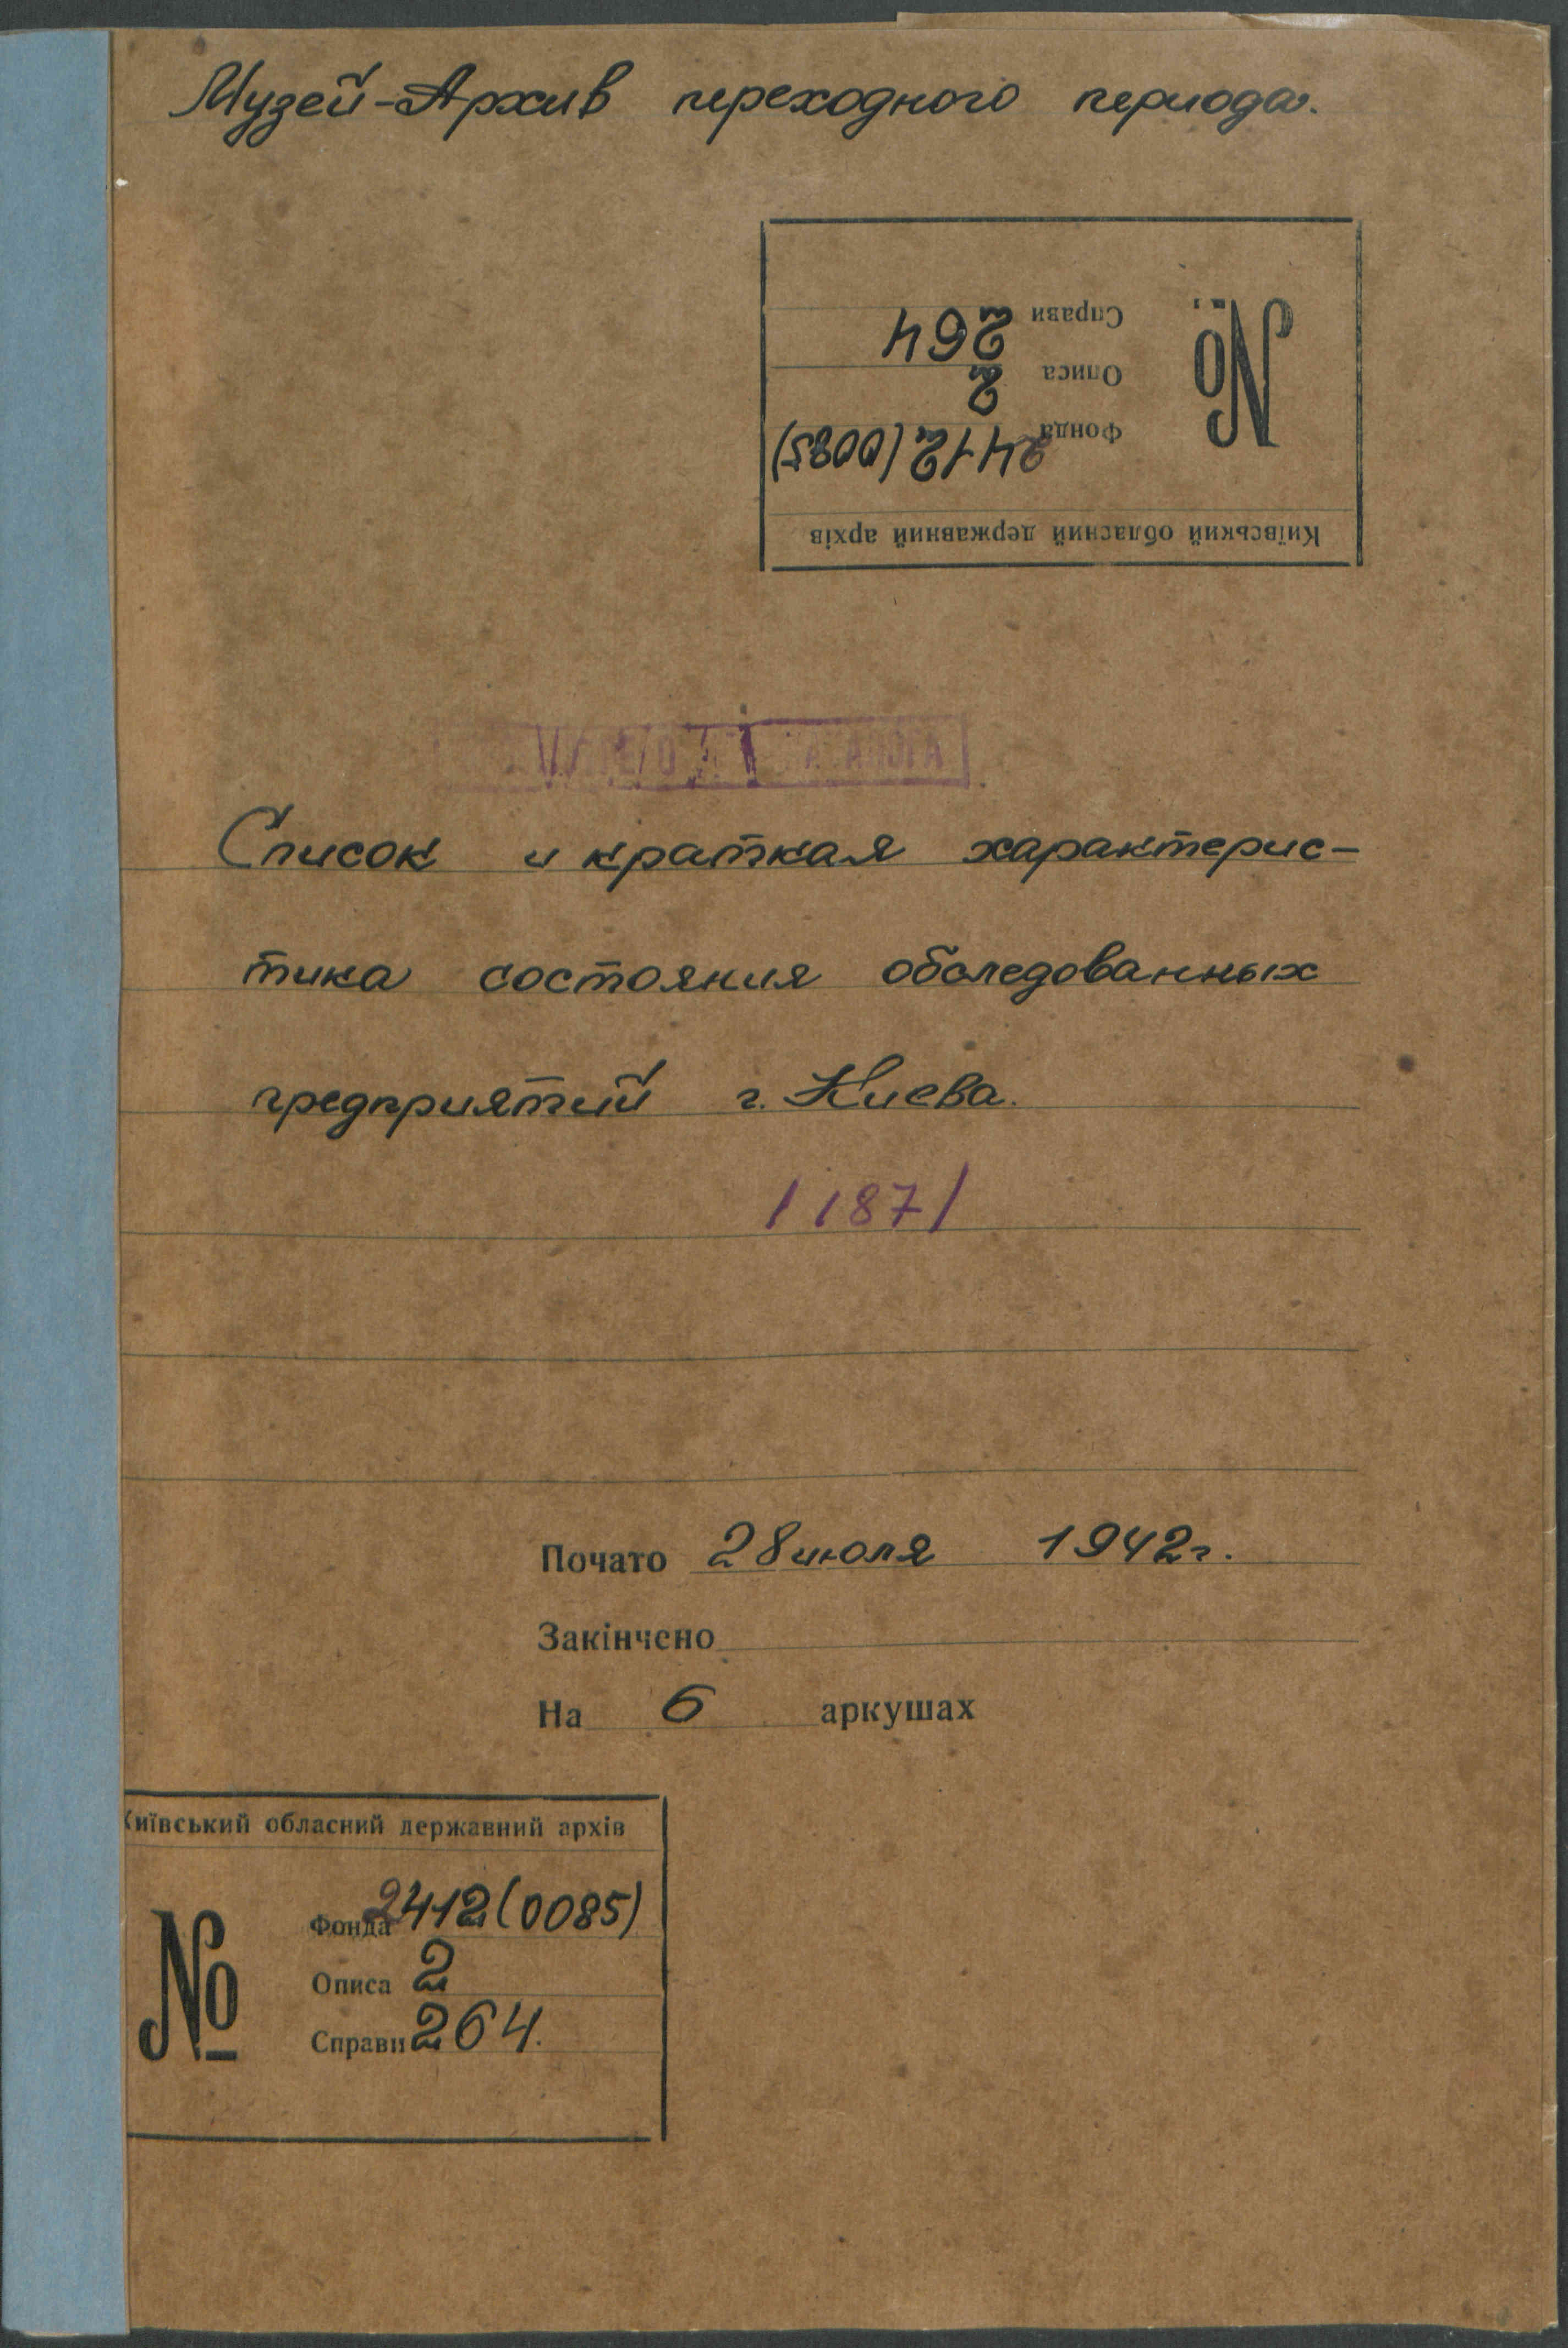 Музей-Архив переходного периода.
Київський обласний державний архів
№
Фонда 2412 (0085)
Описа 2
Справи 264
Список и краткая характерис-
тика состояния обследованных
предприятий г. Киева.
/187/
Почато 28 июля 1942г.
Закінчено
На 6 аркушах
Київський обласний державний архів
№
Фонда 2412 (0085)
Описа 2
Справи 264.